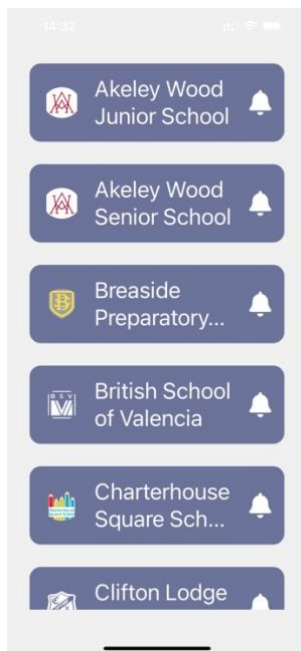 14:32
Akeley Wood
Junior School
Akeley Wood
Senior School
Breaside
Preparatory...
BSV
British School
of Valencia
Charterhouse
Square Sch...
Clifton Lodge